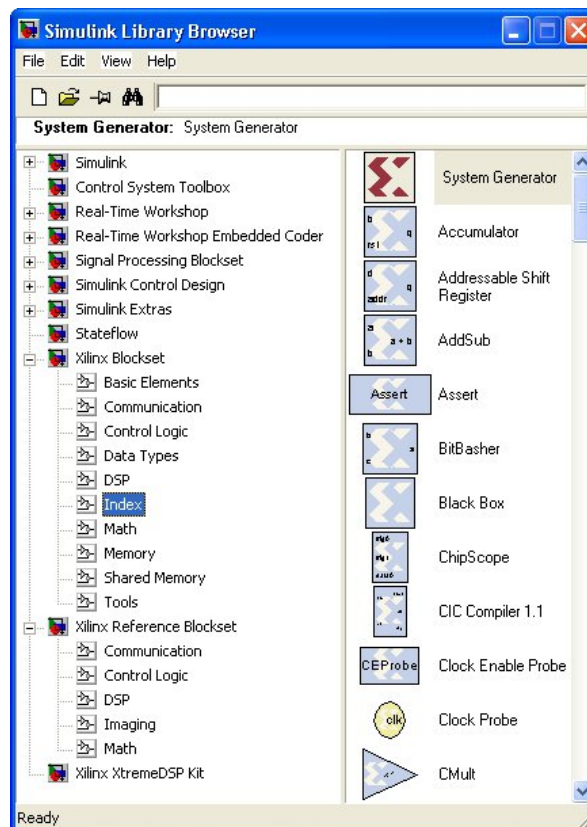 Simulink Library Browser
File Edit View Help
System Generator: System Generator
Simulink
Control System Toolbox
Real-Time Workshop
Real-Time Workshop Embedded Coder
Signal Processing Blockset
Simulink Control Design
Simulink Extras
Stateflow
Xilinx Blockset
Basic Elements
Communication
Control Logic
Data Types
DSP
Index
Math
Memory
Shared Memory
Tools
Xilinx Reference Blockset
Communication
Control Logic
DSP
Imaging
Math
Xilinx XtremeDSP Kit
System Generator
b
rst
q
Accumulator
d
addr
q
Addressable Shift
Register
a
b
a + b
AddSub
Assert
Assert
b
c
a
BitBasher
Black Box
ChipScope
CIC Compiler 1.1
CEProbe
Clock Enable Probe
clk
Clock Probe
CMult
Ready